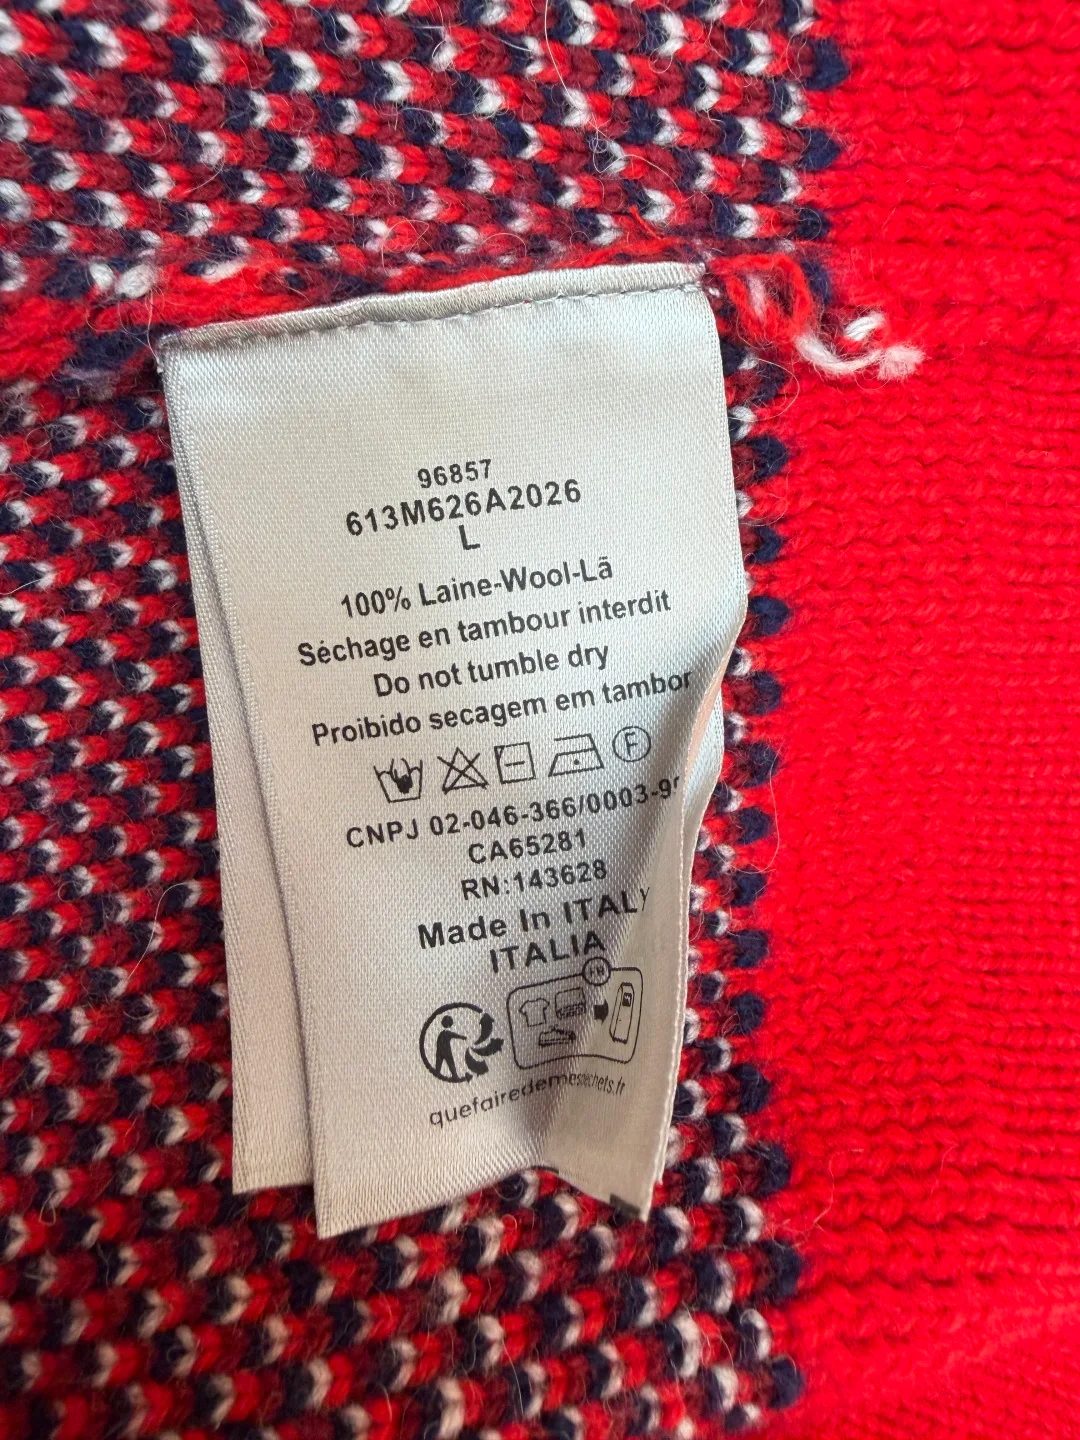 96857
613M626A2026
L
100% Laine-Wool-Lã
Séchage en tambour interdit
Do not tumble dry
Proibido secagem em tambor
F
CNPJ 02-046-366/0003-9
CA65281
RN:143628
Made In ITALY
ITALIA
FR
quefairedemesdechets.fr